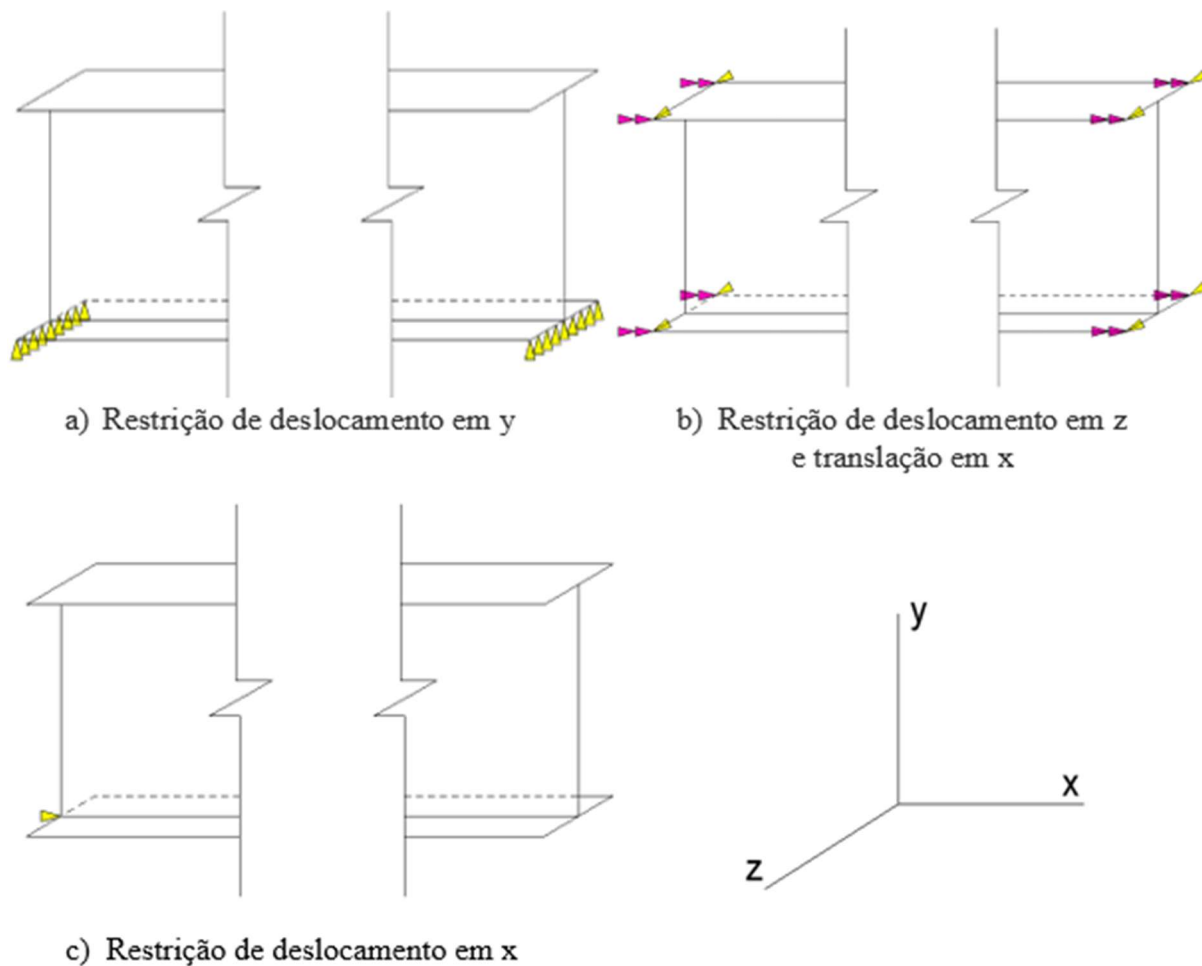 a) Restrição de deslocamento em y
b) Restrição de deslocamento em z
e translação em x
y
x
z
c) Restrição de deslocamento em x